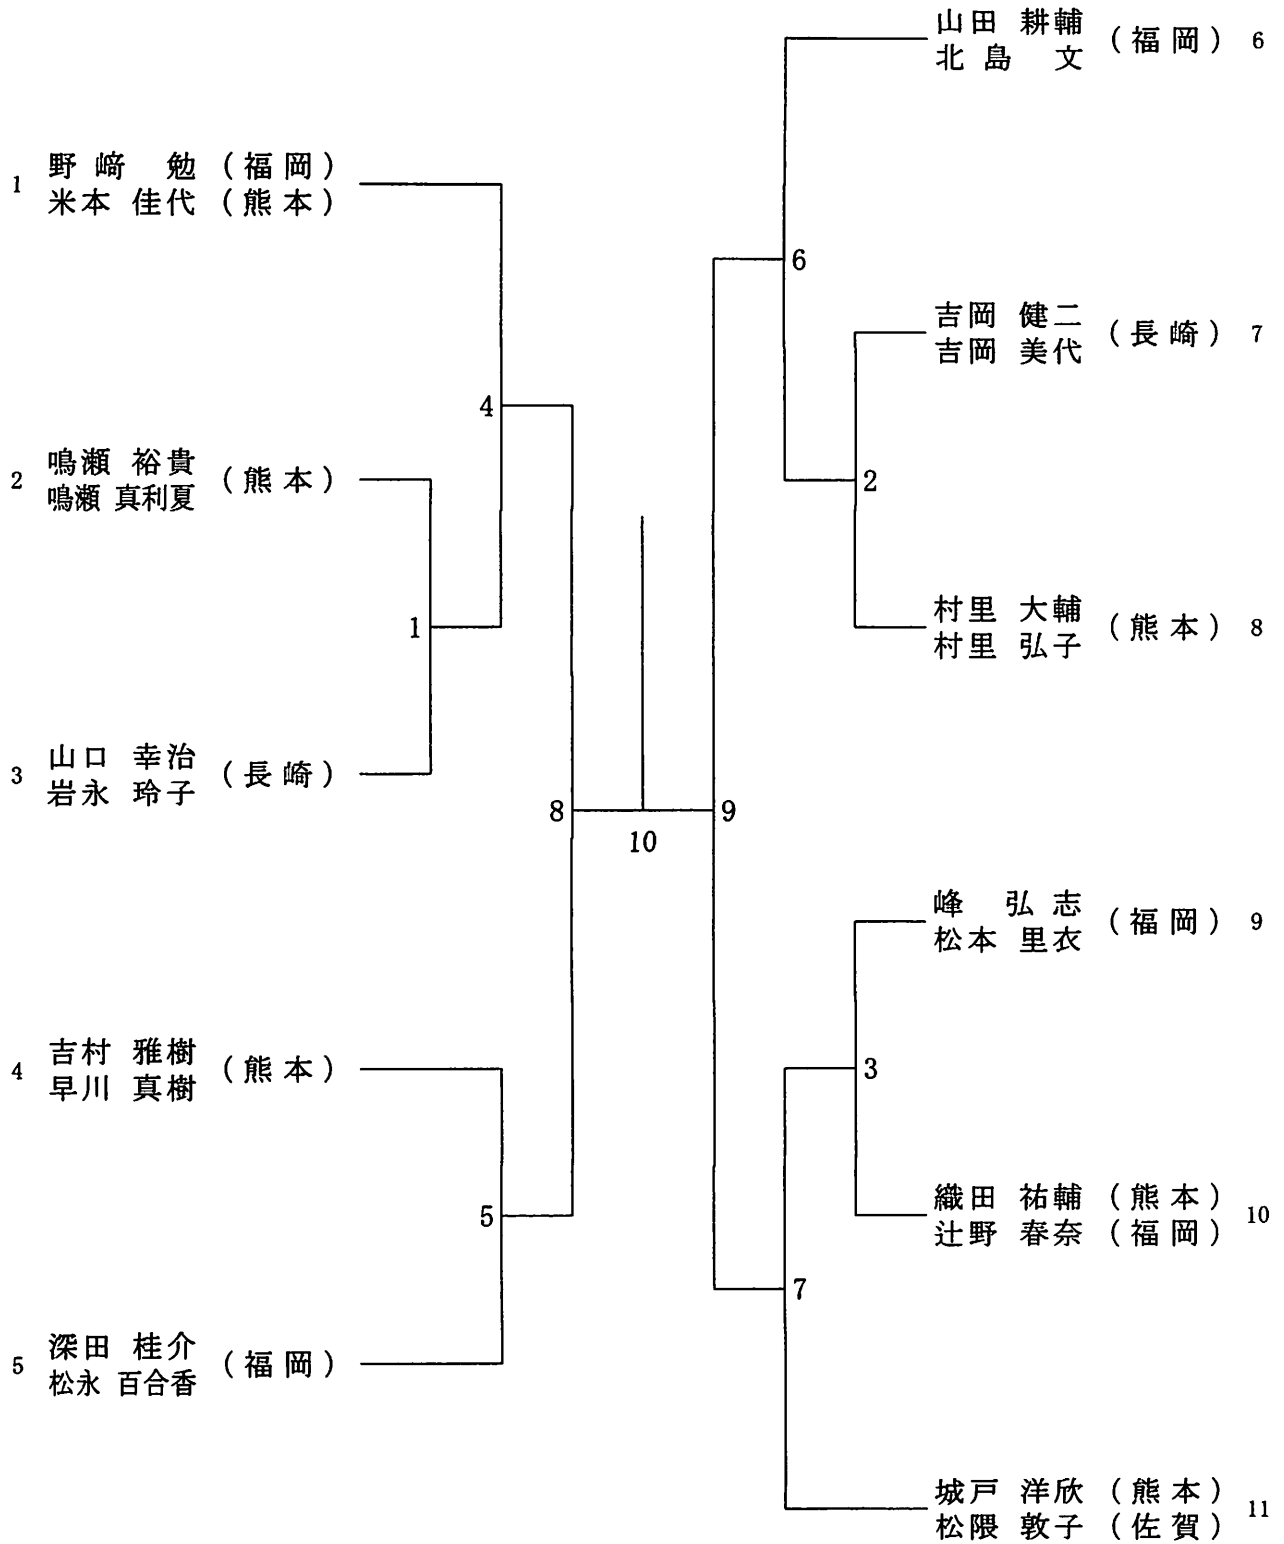 1 野﨑 勉 (福岡)
米本 佳代 (熊本)
2 鳴瀬 裕貴 (熊本)
鳴瀬 真利夏
3 山口 幸治 (長崎)
岩永 玲子
4 吉村 雅樹 (熊本)
早川 真樹
5 深田 桂介 (福岡)
松永 百合香
4
1
8
5
10
9
6
2
3
7
山田 耕輔 (福岡) 6
北島 文
吉岡 健二 (長崎) 7
吉岡 美代
村里 大輔 (熊本) 8
村里 弘子
峰 弘志 (福岡) 9
松本 里衣
織田 祐輔 (熊本) 10
辻野 春奈 (福岡)
城戸 洋欣 (熊本) 11
松隈 敦子 (佐賀)